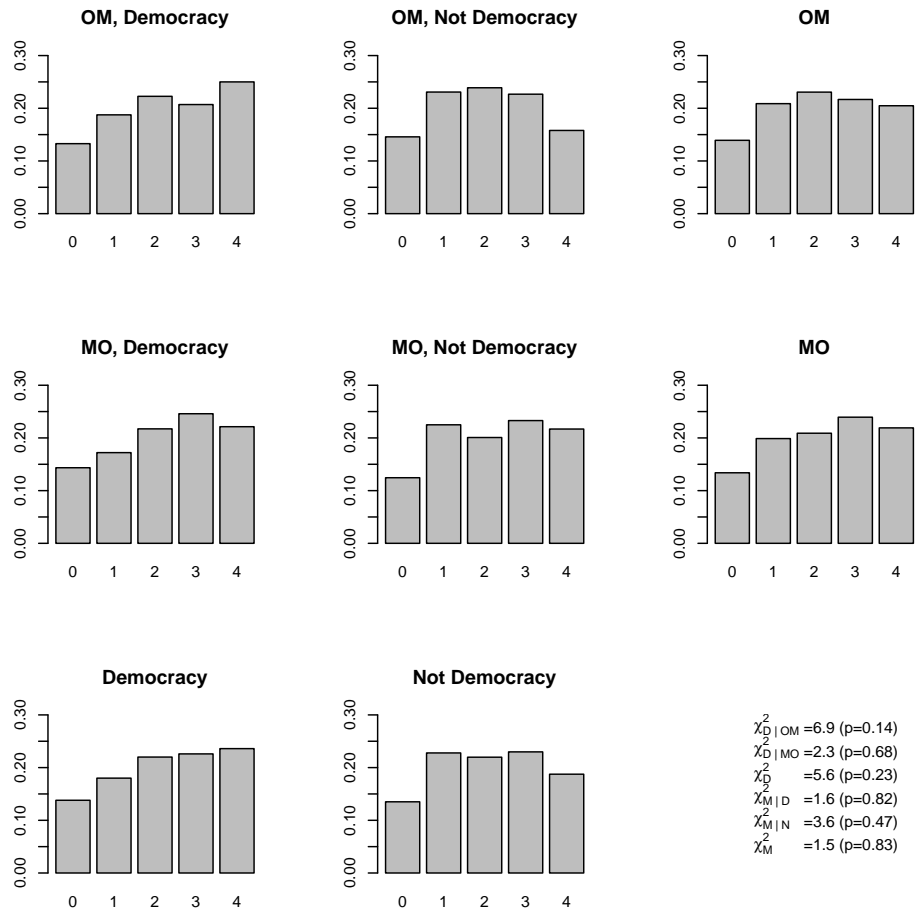 OM, Democracy
0.00 0.10 0.20 0.30
0 1 2 3 4
OM, Not Democracy
0.00 0.10 0.20 0.30
0 1 2 3 4
OM
0.00 0.10 0.20 0.30
0 1 2 3 4
MO, Democracy
0.00 0.10 0.20 0.30
0 1 2 3 4
MO, Not Democracy
0.00 0.10 0.20 0.30
0 1 2 3 4
MO
0.00 0.10 0.20 0.30
0 1 2 3 4
Democracy
0.00 0.10 0.20 0.30
0 1 2 3 4
Not Democracy
0.00 0.10 0.20 0.30
0 1 2 3 4
χ²D | OM =6.9 (p=0.14)
χ²D | MO =2.3 (p=0.68)
χ²D =5.6 (p=0.23)
χ²M | D =1.6 (p=0.82)
χ²M | N =3.6 (p=0.47)
χ²M =1.5 (p=0.83)